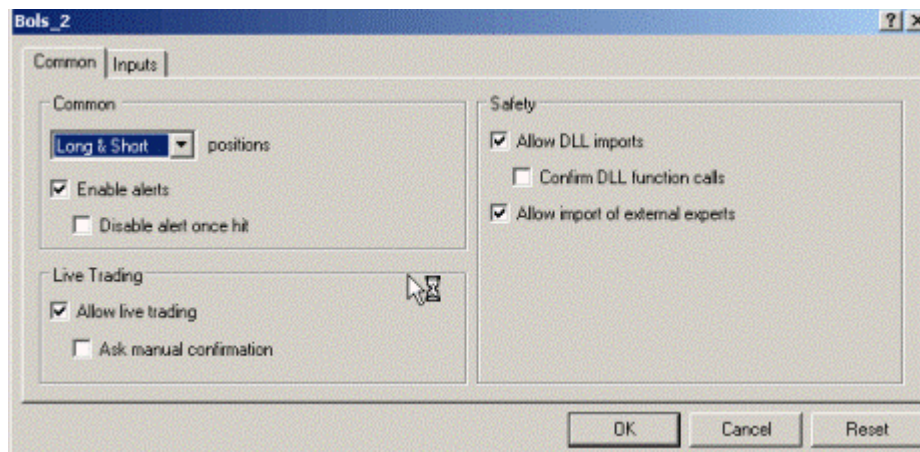 Bols_2
Common
Inputs
Common
Long & Short
positions
Enable alerts
Disable alert once hit
Live Trading
Allow live trading
Ask manual confirmation
Safety
Allow DLL imports
Confirm DLL function calls
Allow import of external experts
OK
Cancel
Reset